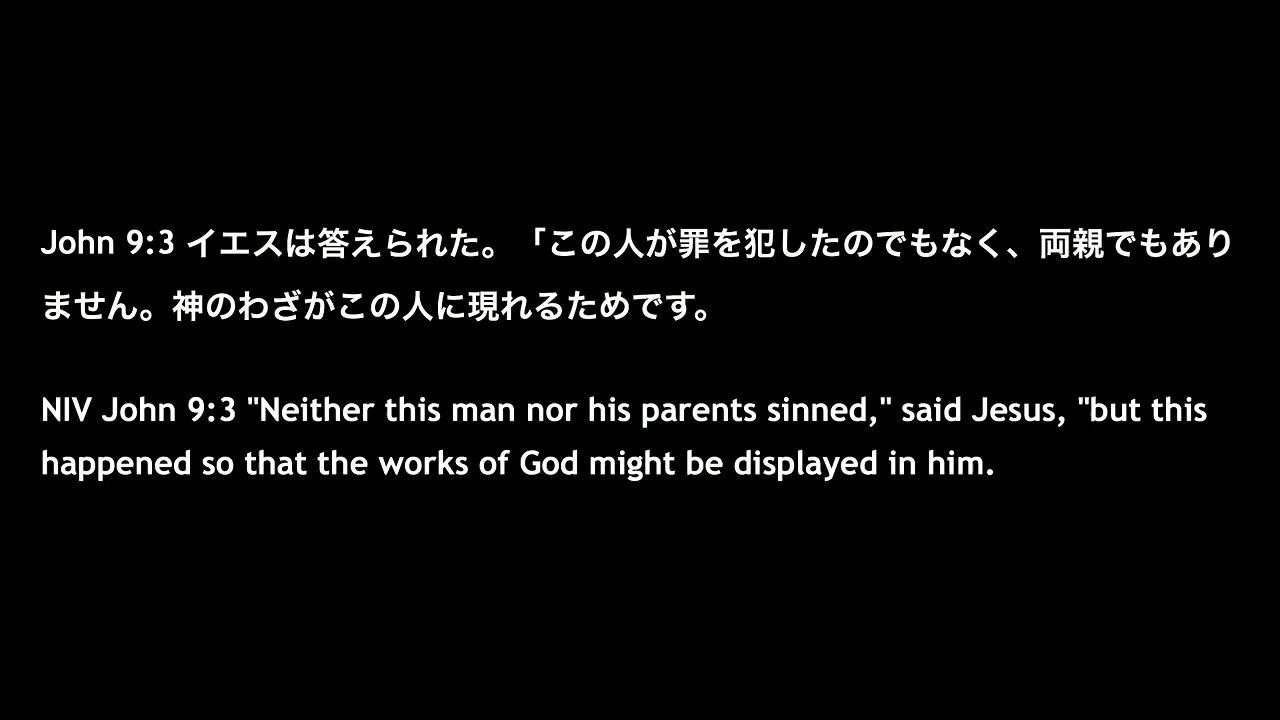 John 9:3 イエスは答えられた。「この人が罪を犯したのでもなく、両親でもあり
ません。神のわざがこの人に現れるためです。
NIV John 9:3 "Neither this man nor his parents sinned," said Jesus, "but this
happened so that the works of God might be displayed in him.